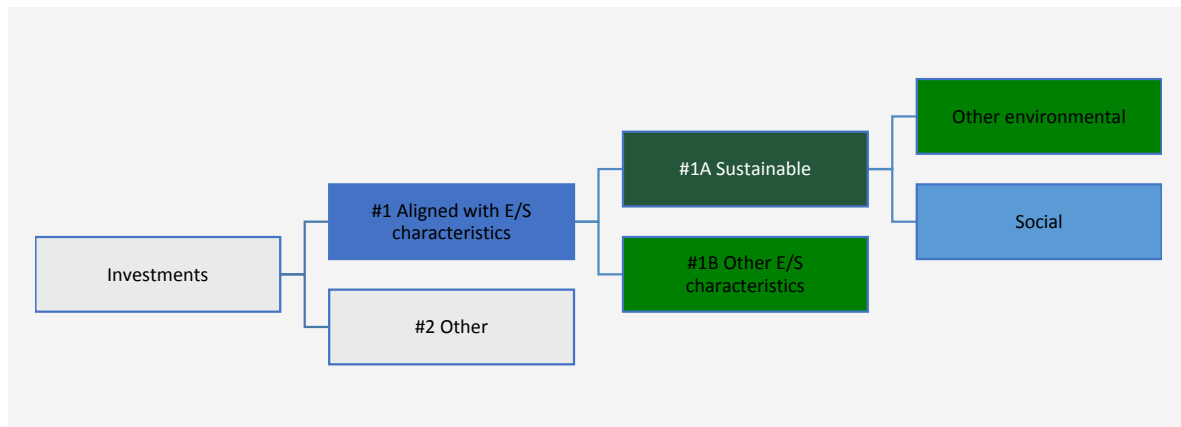 Investments
#1 Aligned with E/S
characteristics
#2 Other
#1A Sustainable
#1B Other E/S
characteristics
Other environmental
Social